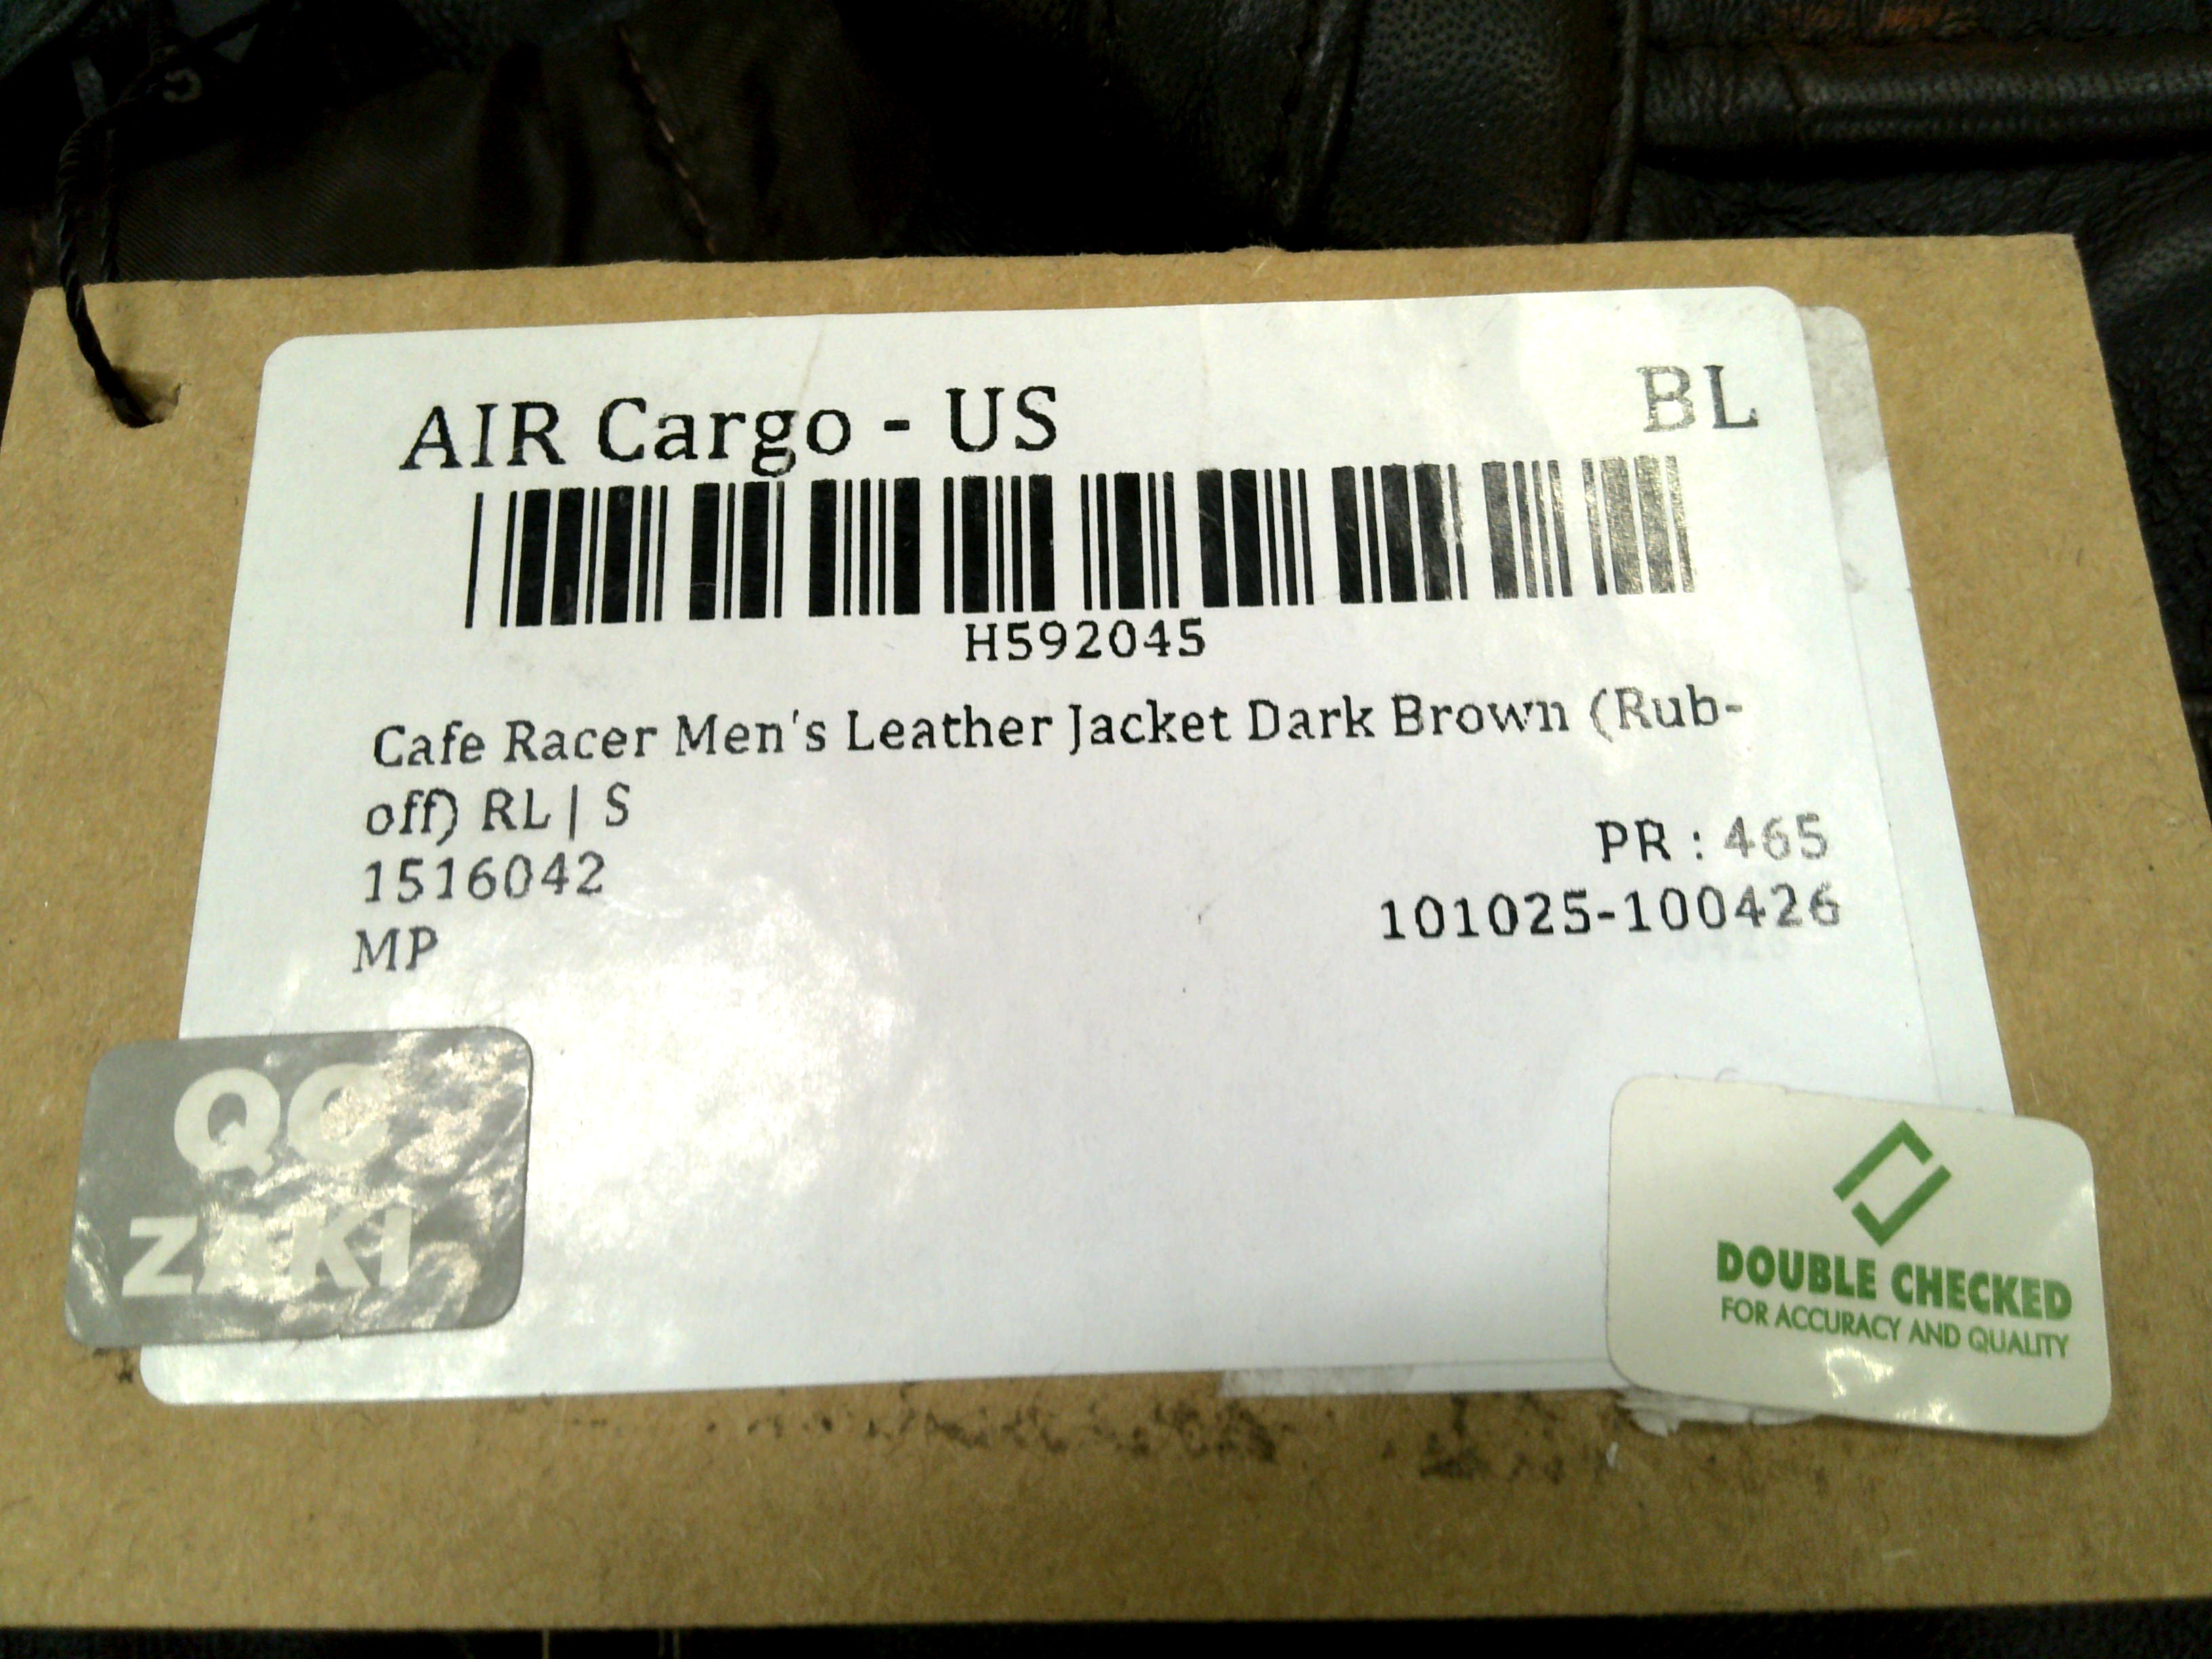 AIR Cargo - US
BL
H592045
Cafe Racer Men's Leather Jacket Dark Brown (Rub-
off) RL | S
PR : 465
1516042
101025-100426
MP
QC
ZAKI
DOUBLE CHECKED
FOR ACCURACY AND QUALITY